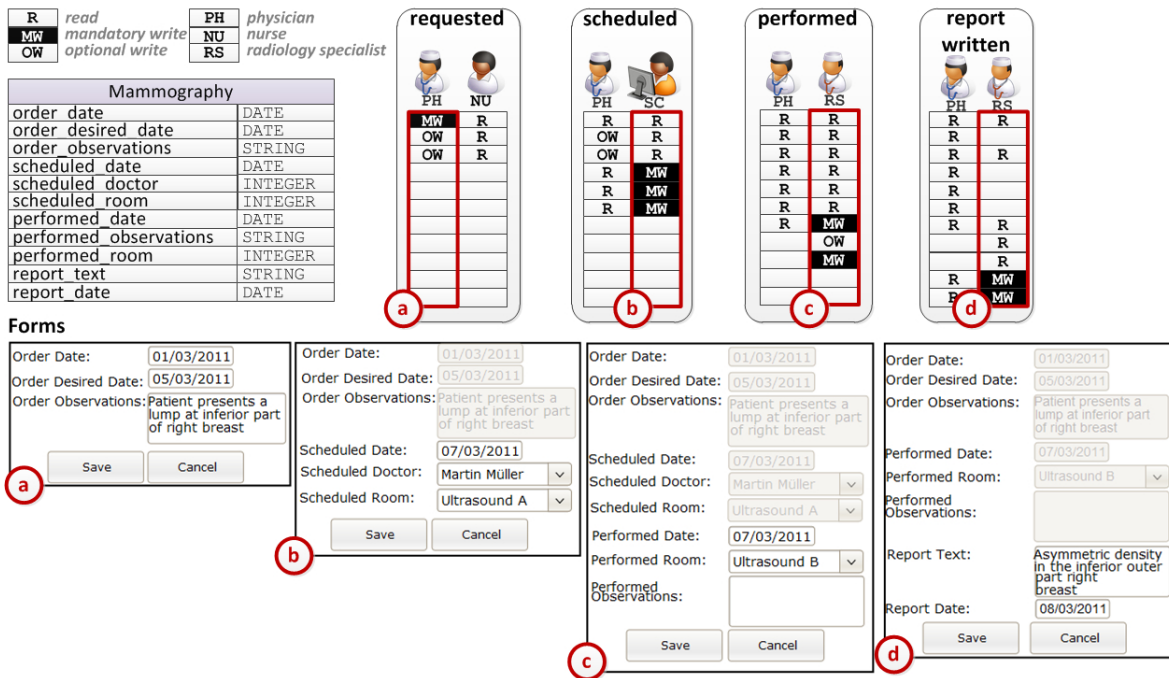 R read
MW mandatory write
OW optional write
PH physician
NU nurse
RS radiology specialist
Mammography
order_date DATE
order_desired_date DATE
order_observations STRING
scheduled_date DATE
scheduled_doctor INTEGER
scheduled_room INTEGER
performed_date DATE
performed_observations STRING
performed_room INTEGER
report_text STRING
report_date DATE
requested
PH NU
MW R
OW R
OW R
a
scheduled
PH SC
R R
OW R
OW R
R MW
R MW
R MW
b
performed
PH RS
R R
R R
R R
R R
R R
R R
R MW
OW
MW
c
report
written
PH RS
R R
R
R R
R
R
R
R R
R
R
R MW
R MW
d
Forms
Order Date: 01/03/2011
Order Desired Date: 05/03/2011
Order Observations: Patient presents a
lump at inferior part
of right breast
Save Cancel
a
Order Date: 01/03/2011
Order Desired Date: 05/03/2011
Order Observations: Patient presents a
lump at inferior part
of right breast
Scheduled Date: 07/03/2011
Scheduled Doctor: Martin Müller
Scheduled Room: Ultrasound A
Save Cancel
b
Order Date: 01/03/2011
Order Desired Date: 05/03/2011
Order Observations: Patient presents a
lump at inferior part
of right breast
Scheduled Date: 07/03/2011
Scheduled Doctor: Martin Müller
Scheduled Room: Ultrasound A
Performed Date: 07/03/2011
Performed Room: Ultrasound B
Performed
Observations:
Save Cancel
c
Order Date: 01/03/2011
Order Desired Date: 05/03/2011
Order Observations: Patient presents a
lump at inferior part
of right breast
Performed Date: 07/03/2011
Performed Room: Ultrasound B
Performed
Observations:
Report Text: Asymmetric density
in the inferior outer
part right
breast
Report Date: 08/03/2011
Save Cancel
d